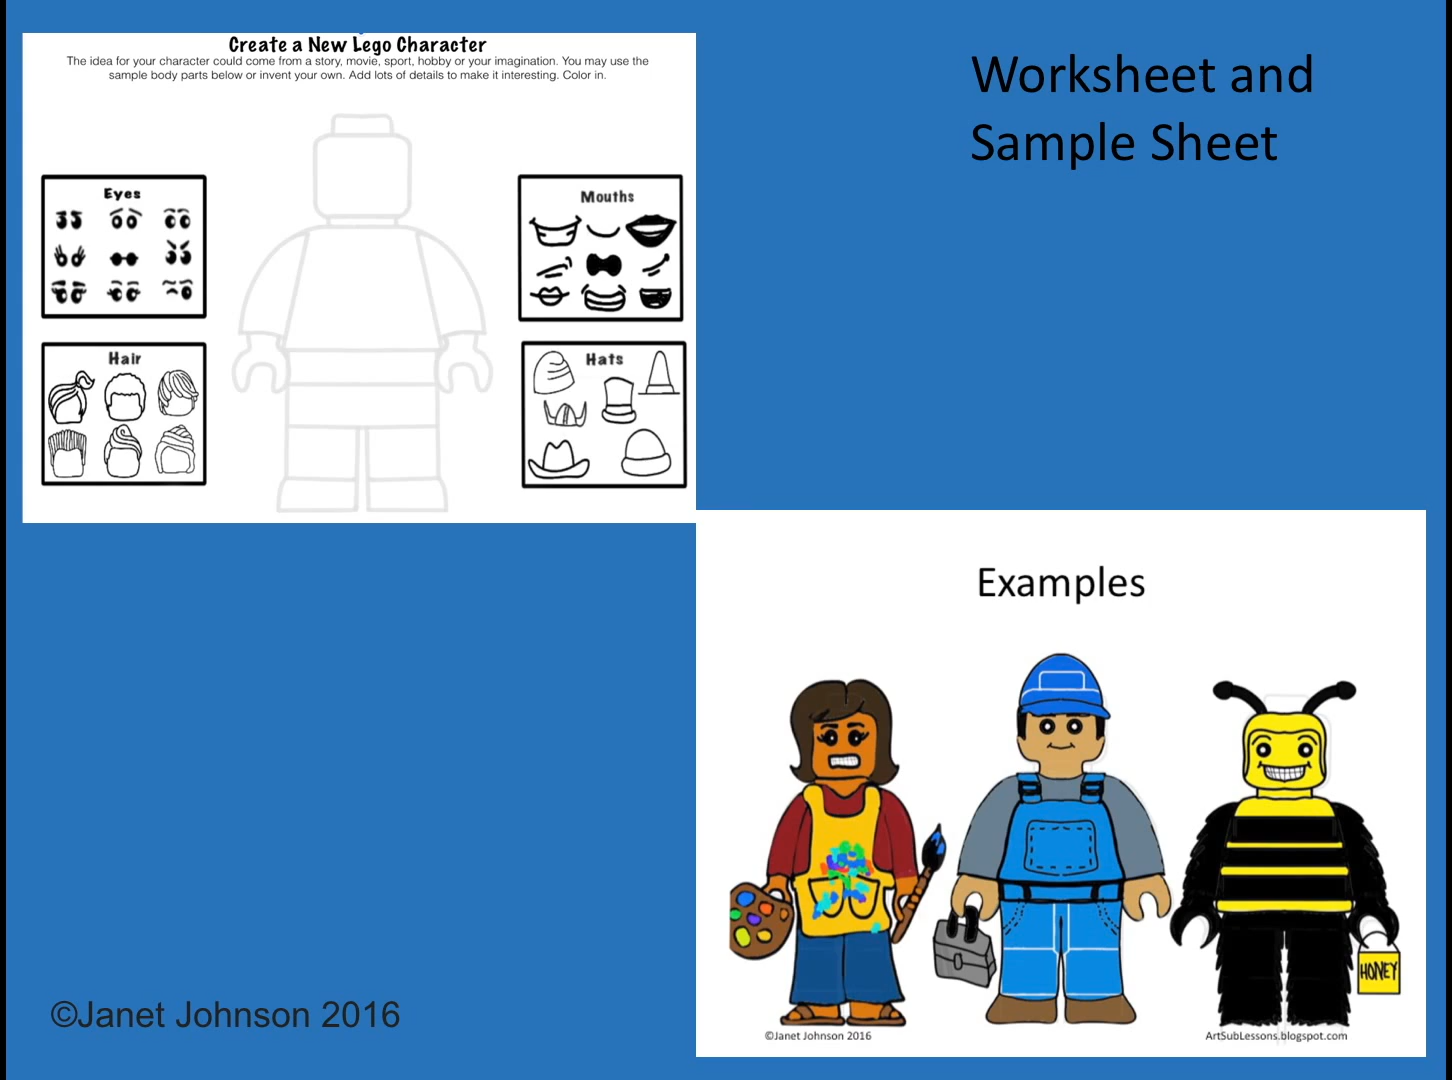 Create a New Lego Character
The idea for your character could come from a story, movie, sport, hobby or your imagination. You may use the
sample body parts below or invent your own. Add lots of details to make it interesting. Color in.
Worksheet and
Sample Sheet
Eyes
Mouths
Hair
Hats
Examples
HONEY
©Janet Johnson 2016
ArtSubLessons.blogspot.com
©Janet Johnson 2016